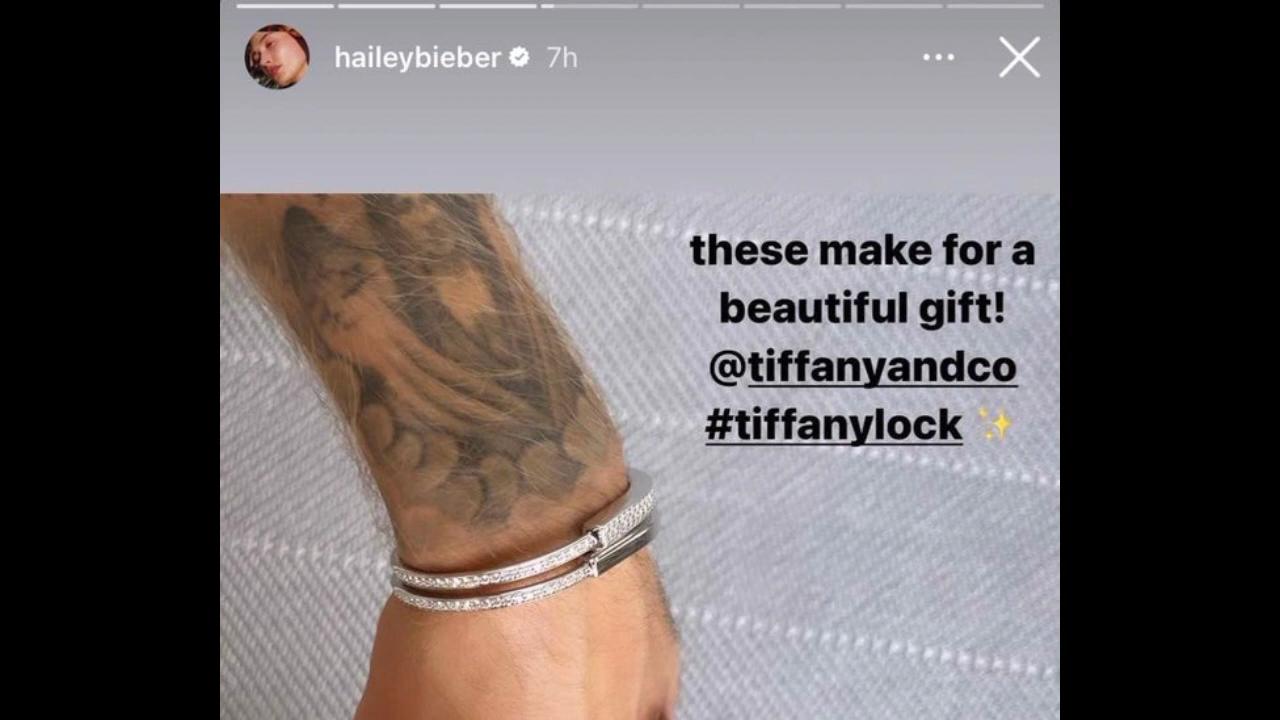 haileybieber 7h
these make for a
beautiful gift!
@tiffanyandco
#tiffanylock ✨